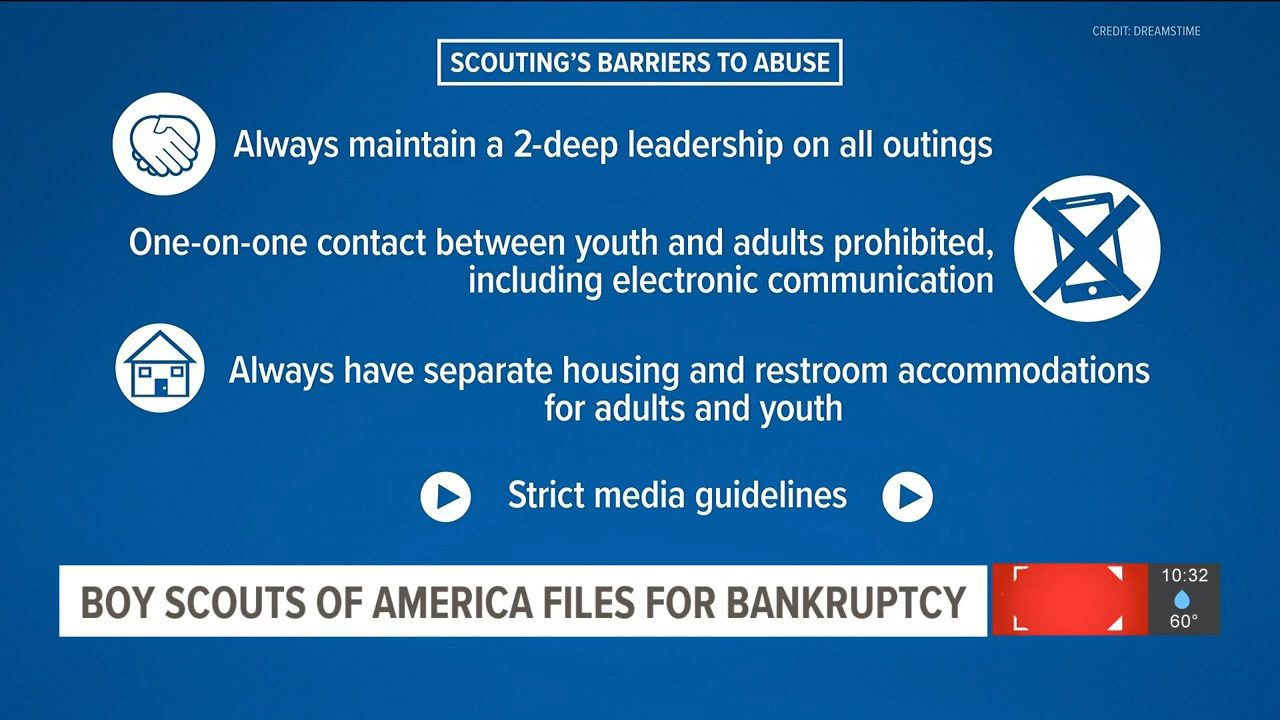 CREDIT: DREAMSTIME
SCOUTING'S BARRIERS TO ABUSE
Always maintain a 2-deep leadership on all outings
One-on-one contact between youth and adults prohibited,
including electronic communication
Always have separate housing and restroom accommodations
for adults and youth
Strict media guidelines
BOY SCOUTS OF AMERICA FILES FOR BANKRUPTCY
10:32
60°